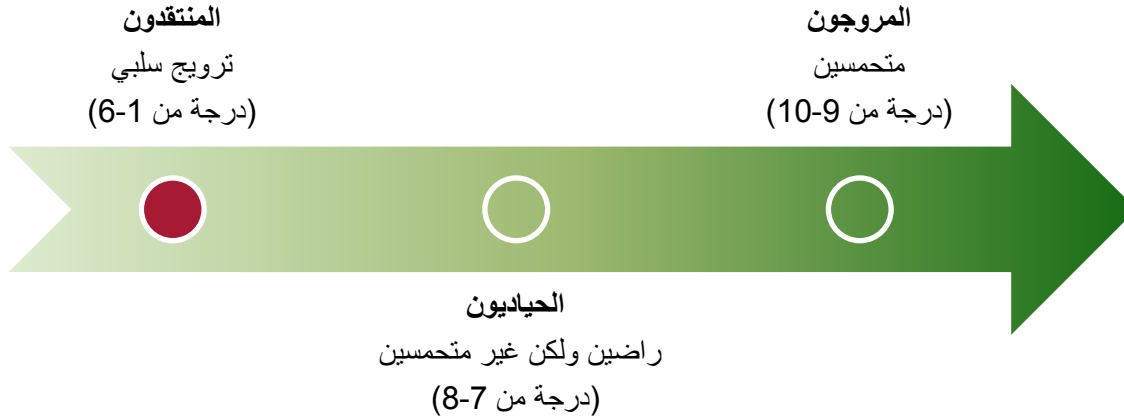 المنتقدون
ترويج سلبي
(درجة من 1-6)
الحياديون
راضين ولكن غير متحمسين
(درجة من 7-8)
المروجون
متحمسين
(درجة من 9-10)